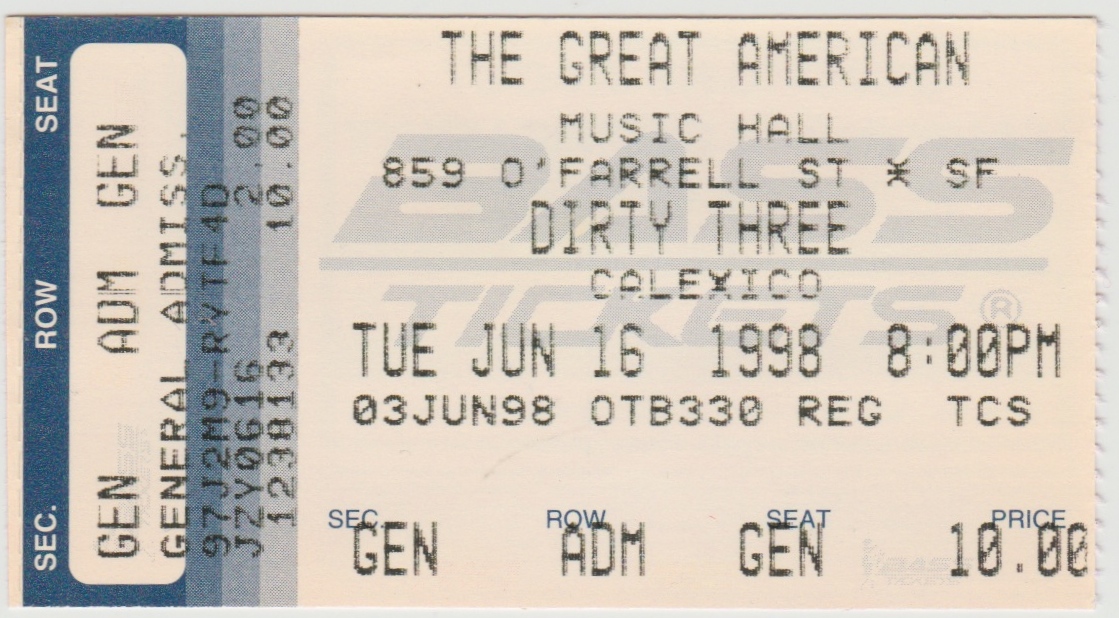 THE GREAT AMERICAN
MUSIC HALL
859 O'FARRELL ST * SF
DIRTY THREE
CALEXICO
TUE JUN 16 1998 8:00PM
03JUN98 OTB330 REG TCS
SEC. ROW SEAT PRICE
GEN ADM GEN 10.00
BASS
TICKETS®
SEC. ROW SEAT
GEN ADM GEN
GENERAL ADMISS.
97J2M9-RYTF4D
JZY0616 2.00
123B133 10.00